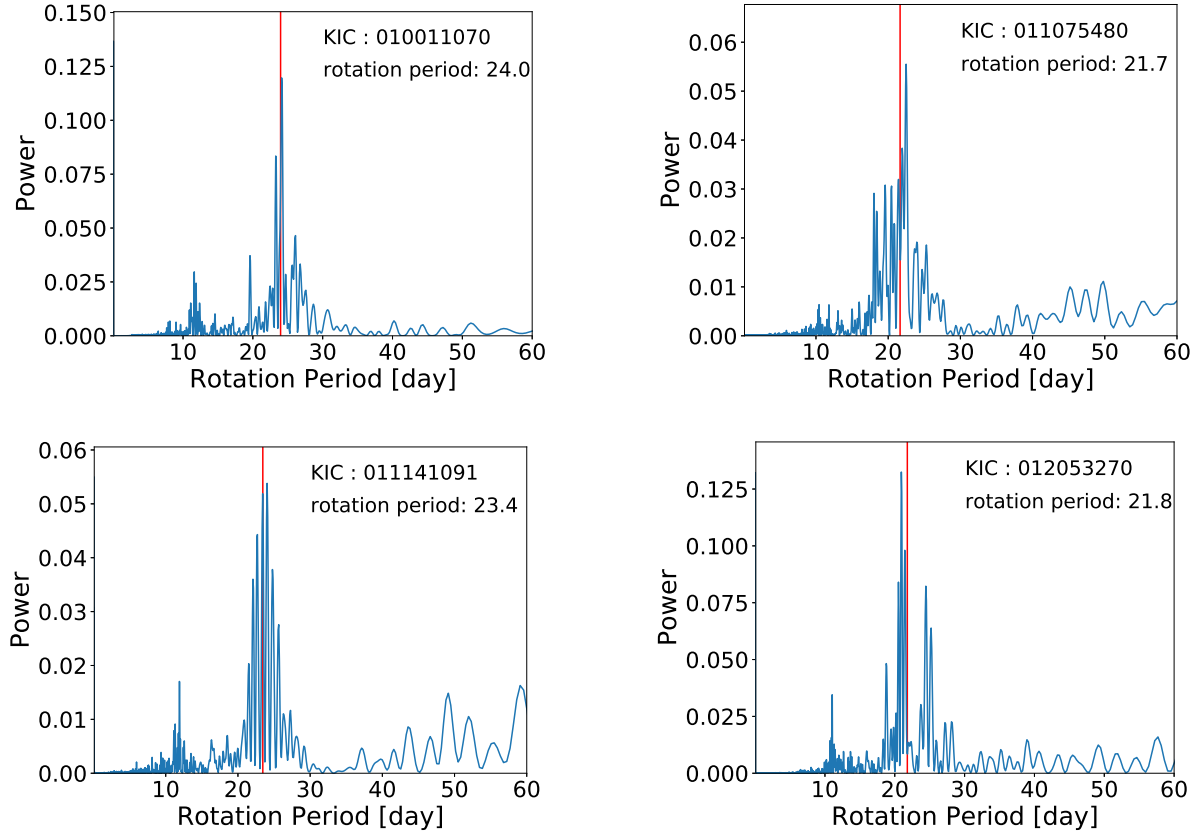 0.150
0.125
0.100
0.075
0.050
0.025
0.000
Power
KIC : 010011070
rotation period: 24.0
10 20 30 40 50 60
Rotation Period [day]
0.06
0.05
0.04
0.03
0.02
0.01
0.00
Power
KIC : 011075480
rotation period: 21.7
10 20 30 40 50 60
Rotation Period [day]
0.06
0.05
0.04
0.03
0.02
0.01
0.00
Power
KIC : 011141091
rotation period: 23.4
10 20 30 40 50 60
Rotation Period [day]
0.125
0.100
0.075
0.050
0.025
0.000
Power
KIC : 012053270
rotation period: 21.8
10 20 30 40 50 60
Rotation Period [day]